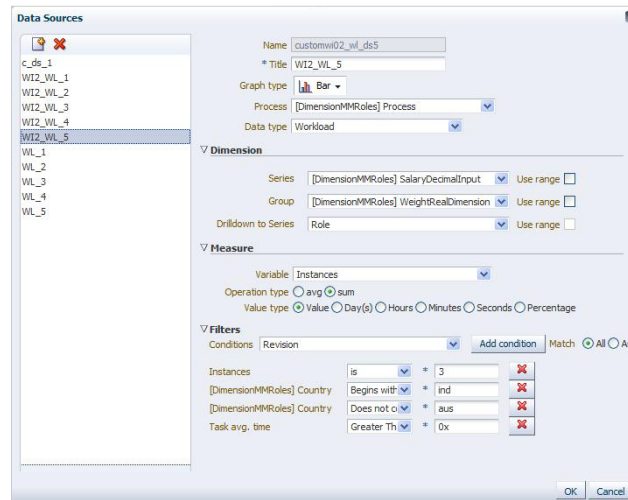 Data Sources
c_ds_1
WI2_WL_1
WI2_WL_2
WI2_WL_3
WI2_WL_4
WI2_WL_5
WL_1
WL_2
WL_3
WL_4
WL_5
Name customwi02_wl_ds5
* Title WI2_WL_5
Graph type Bar
Process [DimensionMMRoles] Process
Data type Workload
Dimension
Series [DimensionMMRoles] SalaryDecimalInput Use range
Group [DimensionMMRoles] WeightRealDimension Use range
Drilldown to Series Role Use range
Measure
Variable Instances
Operation type avg sum
Value type Value Day(s) Hours Minutes Seconds Percentage
Filters
Conditions Revision Add condition Match All A
Instances is * 3
[DimensionMMRoles] Country Begins with * ind
[DimensionMMRoles] Country Does not c * aus
Task avg. time Greater Th * 0x
OK Cancel